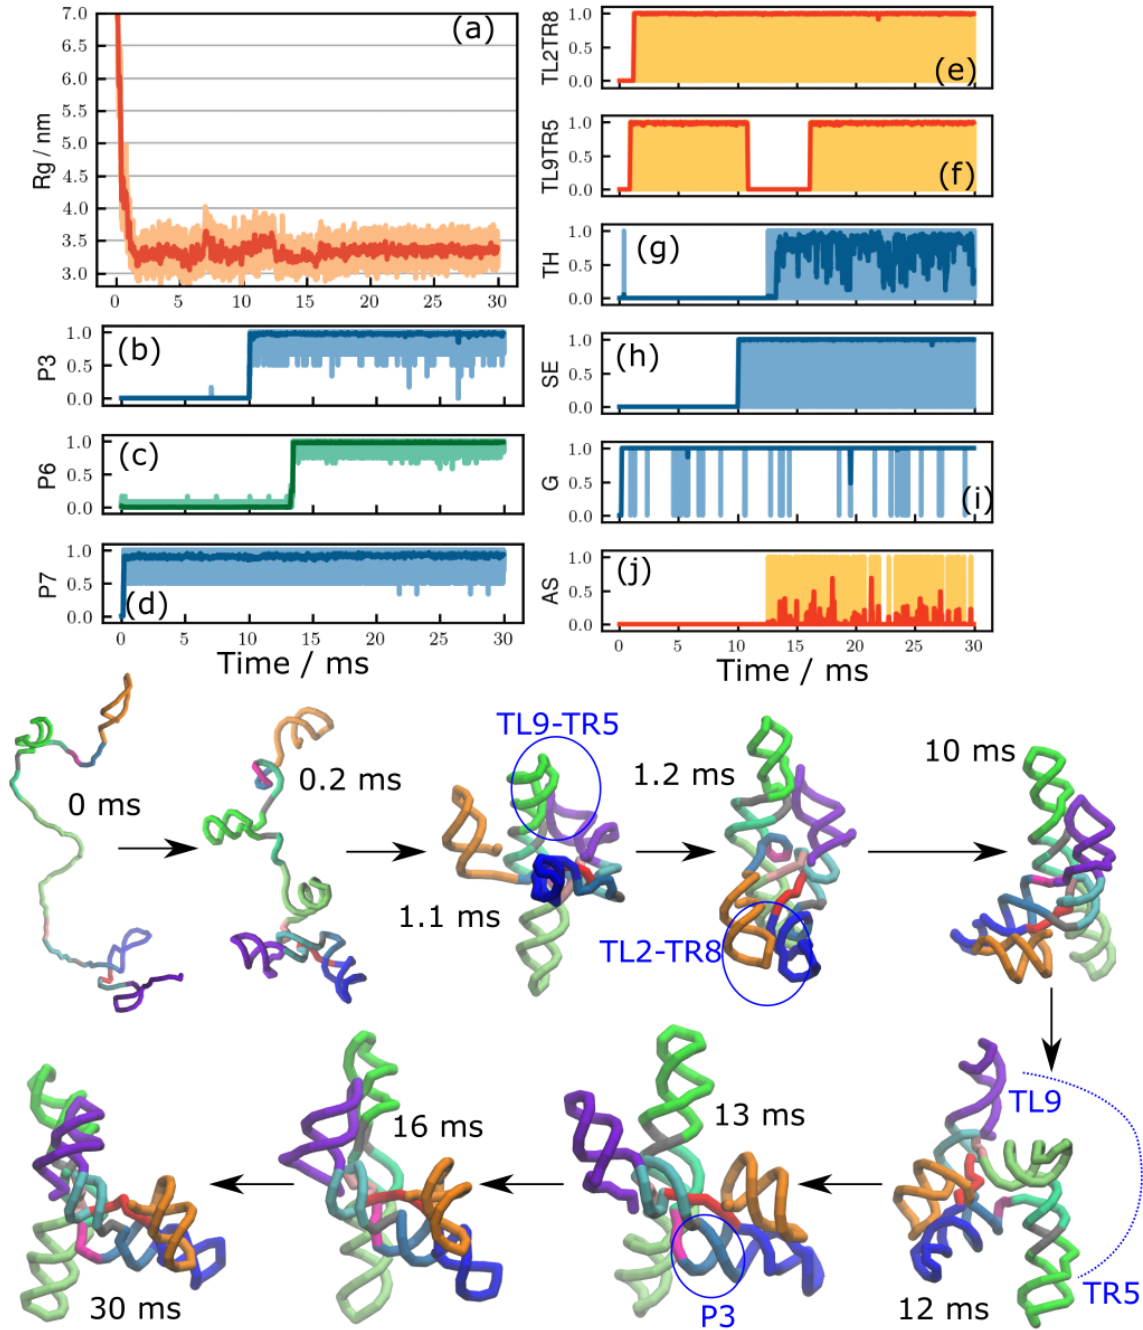 (a)
Rg / nm
7.0
6.5
6.0
5.5
5.0
4.5
4.0
3.5
3.0
0 5 10 15 20 25 30
(b)
P3
1.0
0.5
0.0
(c)
P6
1.0
0.5
0.0
(d)
P7
1.0
0.5
0.0
0 5 10 15 20 25 30
Time / ms
(e)
TL2TR8
1.0
0.5
0.0
(f)
TL9TR5
1.0
0.5
0.0
(g)
TH
1.0
0.5
0.0
(h)
SE
1.0
0.5
0.0
(i)
G
1.0
0.5
0.0
(j)
AS
1.0
0.5
0.0
0 5 10 15 20 25 30
Time / ms
0 ms
0.2 ms
TL9-TR5
1.1 ms
1.2 ms
TL2-TR8
10 ms
TL9
TR5
12 ms
13 ms
P3
16 ms
30 ms